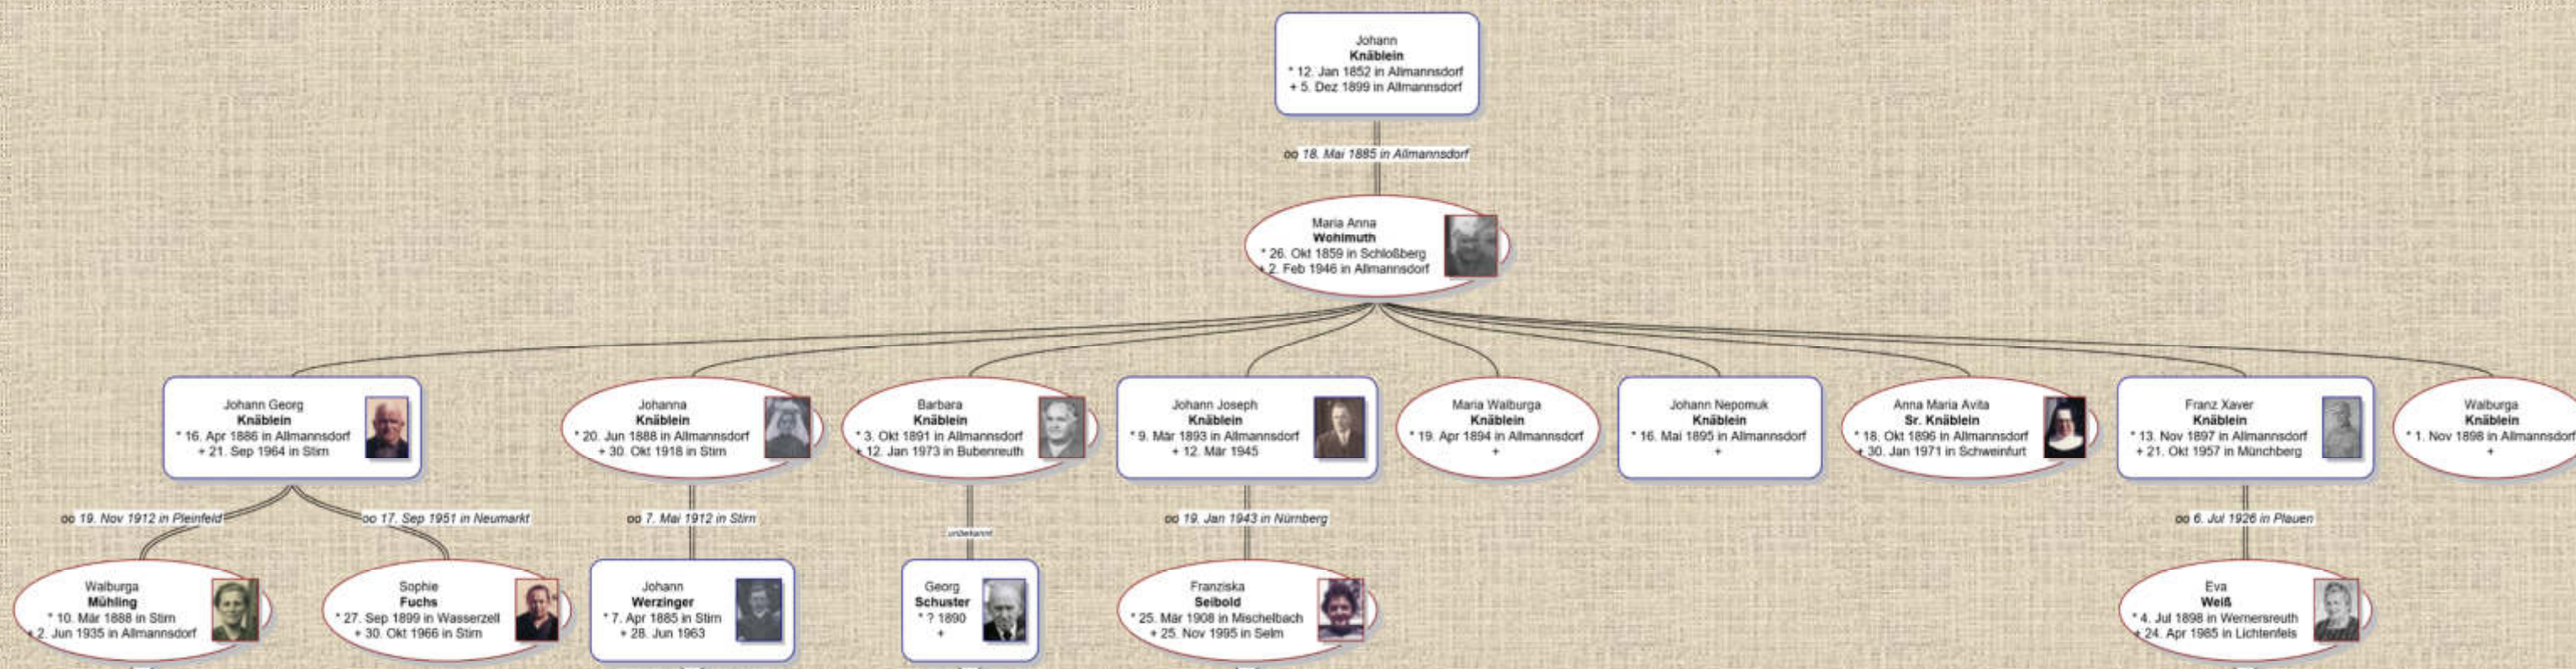 Johann
Knäblein
* 12. Jan 1852 in Allmannsdorf
+ 5. Dez 1899 in Allmannsdorf
oo 18. Mai 1885 in Allmannsdorf
Maria Anna
Wohlmuth
* 26. Okt 1859 in Schloßberg
+ 2. Feb 1946 in Allmannsdorf
Johann Georg
Knäblein
* 16. Apr 1886 in Allmannsdorf
+ 21. Sep 1964 in Stirn
Johanna
Knäblein
* 20. Jun 1888 in Allmannsdorf
+ 30. Okt 1918 in Stirn
Barbara
Knäblein
* 3. Okt 1891 in Allmannsdorf
+ 12. Jan 1973 in Bubenreuth
Johann Joseph
Knäblein
* 9. Mär 1893 in Allmannsdorf
+ 12. Mär 1945
Maria Walburga
Knäblein
* 19. Apr 1894 in Allmannsdorf
+
Johann Nepomuk
Knäblein
* 16. Mai 1895 in Allmannsdorf
+
Anna Maria Avita
Sr. Knäblein
* 18. Okt 1896 in Allmannsdorf
+ 30. Jan 1971 in Schweinfurt
Franz Xaver
Knäblein
* 13. Nov 1897 in Allmannsdorf
+ 21. Okt 1957 in Münchberg
Walburga
Knäblein
* 1. Nov 1898 in Allmannsdorf
+
oo 19. Nov 1912 in Pleinfeld
oo 17. Sep 1951 in Neumarkt
oo 7. Mai 1912 in Stirn
unbekannt
oo 19. Jan 1943 in Nürnberg
oo 6. Jul 1926 in Plauen
Walburga
Mühling
* 10. Mär 1888 in Stirn
+ 2. Jun 1935 in Allmannsdorf
Sophie
Fuchs
* 27. Sep 1899 in Wasserzell
+ 30. Okt 1966 in Stirn
Johann
Werzinger
* 7. Apr 1885 in Stirn
+ 28. Jun 1963
Georg
Schuster
* ? 1890
+
Franziska
Seibold
* 25. Mär 1908 in Mischelbach
+ 25. Nov 1995 in Selm
Eva
Weiß
* 4. Jul 1898 in Wernersreuth
+ 24. Apr 1985 in Lichtenfels